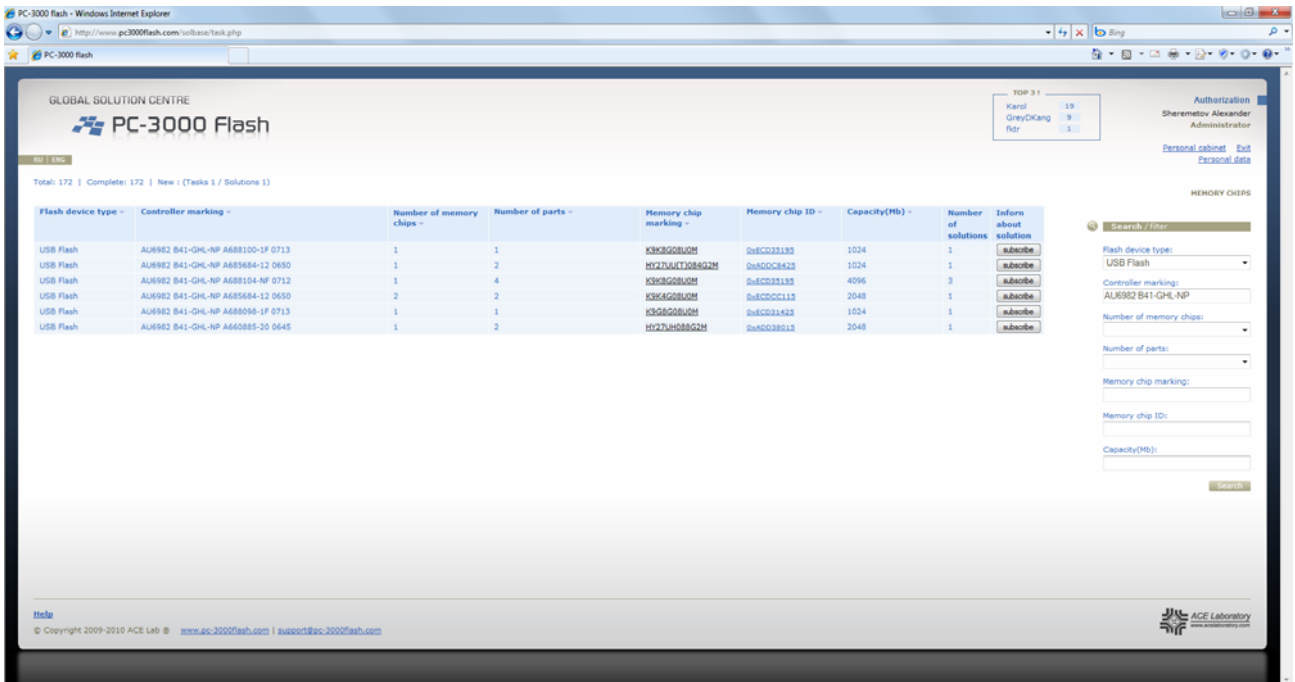 PC-3000 flash - Windows Internet Explorer
http://www.pc3000flash.com/solbase/task.php
Bing
PC-3000 flash
GLOBAL SOLUTION CENTRE
PC-3000 Flash
TOP 3 !
Karol 19
GreyDKang 9
fktr 1
Authorization
Sheremetov Alexander
Administrator
Personal cabinet Exit
Personal data
RU | ENG
Total: 172 | Complete: 172 | New : (Tasks 1 / Solutions 1)
MEMORY CHIPS
Flash device type Controller marking Number of memory chips Number of parts Memory chip marking Memory chip ID Capacity(Mb) Number of solutions Inforn about solution
USB Flash AU6982 B41-GHL-NP A688100-1F 0713 1 1 K9K8G08U0M 0xECD35195 1024 1 subscribe
USB Flash AU6982 B41-GHL-NP A685684-12 0650 1 2 HY27UU(T)084G2M 0xADDC8425 1024 1 subscribe
USB Flash AU6982 B41-GHL-NP A688104-NF 0712 1 4 K9K8G08U0M 0xECD35195 4096 3 subscribe
USB Flash AU6982 B41-GHL-NP A685684-12 0650 2 2 K9K4G08U0M 0xECDCC115 2048 1 subscribe
USB Flash AU6982 B41-GHL-NP A688098-1F 0713 1 1 K9G8G08U0M 0xECD31425 1024 1 subscribe
USB Flash AU6982 B41-GHL-NP A660885-20 0645 1 2 HY27UH088G2M 0xADD38015 2048 1 subscribe
Search / filter
Flash device type:
USB Flash
Controller marking:
AU6982 B41-GHL-NP
Number of memory chips:
Number of parts:
Memory chip marking:
Memory chip ID:
Capacity(Mb):
Search
Help
© Copyright 2009-2010 ACE Lab ® www.pc-3000flash.com | support@pc-3000flash.com
ACE Laboratory
www.acelaboratory.com